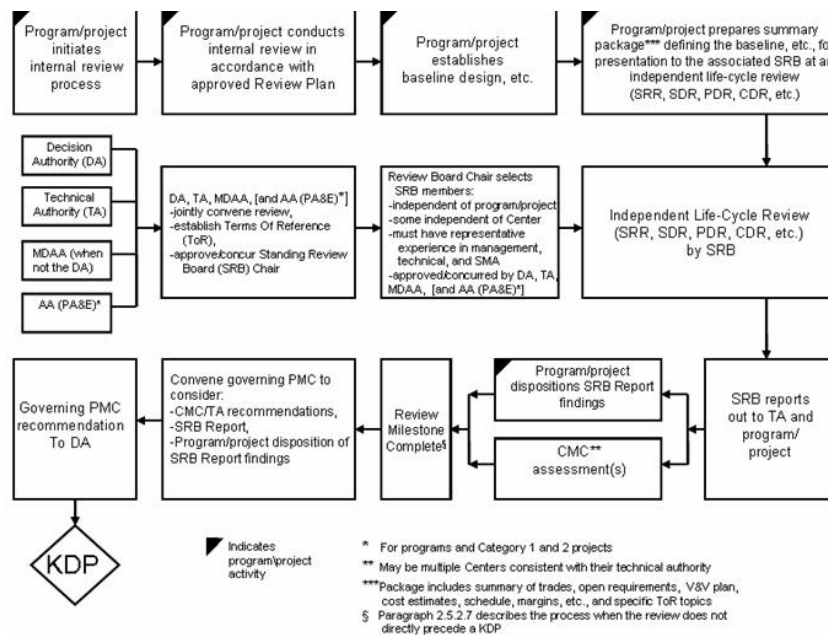 Program/project
initiates
internal review
process
Program/project conducts
internal review in
accordance with
approved Review Plan
Program/project
establishes
baseline design, etc.
Program/project prepares summary
package*** defining the baseline, etc., fo
presentation to the associated SRB at a
independent life-cycle review
(SRR, SDR, PDR, CDR, etc.)
Decision
Authority (DA)
Technical
Authority (TA)
MDAA (when
not the DA)
AA (PA&E)*
DA, TA, MDAA, [and AA (PA&E)*]
-jointly convene review,
-establish Terms Of Reference
(ToR),
-approve/concur Standing Review
Board (SRB) Chair
Review Board Chair selects
SRB members:
-independent of program/project
-some independent of Center
-must have representative
experience in management,
technical, and SMA
-approved/concurred by DA, TA,
MDAA, [and AA (PA&E)*]
Independent Life-Cycle Review
(SRR, SDR, PDR, CDR, etc.)
by SRB
Governing PMC
recommendation
To DA
Convene governing PMC to
consider:
-CMC/TA recommendations,
-SRB Report,
-Program/project disposition of
SRB Report findings
Review
Milestone
Complete§
Program/project
dispositions SRB Report
findings
CMC**
assessment(s)
SRB reports
out to TA and
program/
project
KDP
Indicates
program\project
activity
* For programs and Category 1 and 2 projects
** May be multiple Centers consistent with their technical authority
***Package includes summary of trades, open requirements, V&V plan,
cost estimates, schedule, margins, etc., and specific ToR topics
§ Paragraph 2.5.2.7 describes the process when the review does not
directly precede a KDP